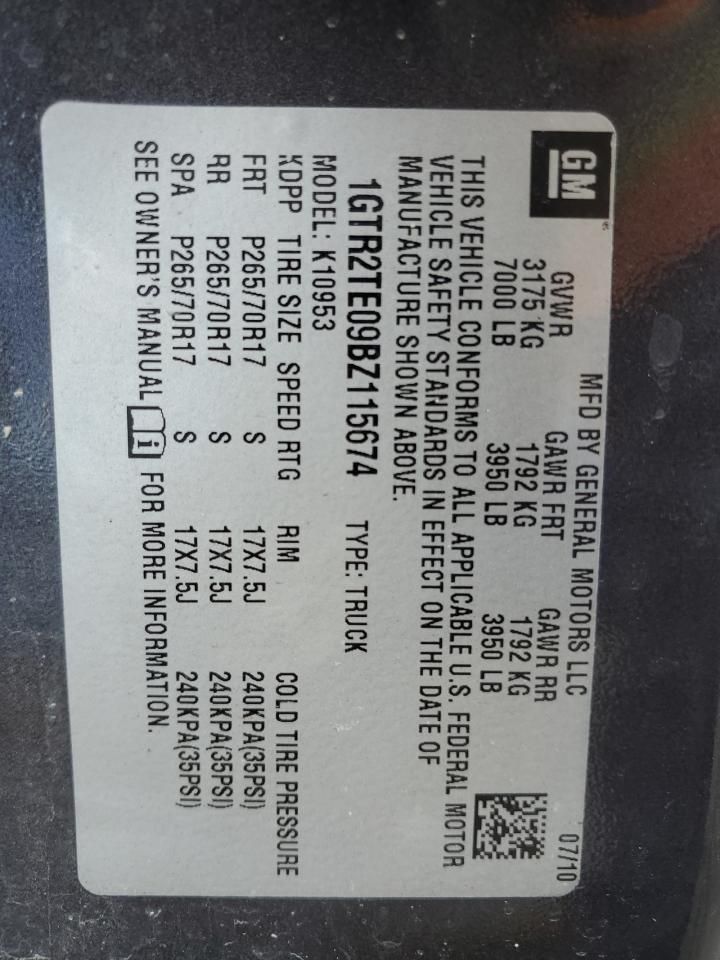 GM
MFD BY GENERAL MOTORS LLC 07/10
GVWR GAWR FRT GAWR RR
3175 KG 1792 KG 1792 KG
7000 LB 3950 LB 3950 LB
THIS VEHICLE CONFORMS TO ALL APPLICABLE U.S. FEDERAL MOTOR
VEHICLE SAFETY STANDARDS IN EFFECT ON THE DATE OF
MANUFACTURE SHOWN ABOVE.
1GTR2TE09BZ115674 TYPE: TRUCK
MODEL: K10953
KDPP TIRE SIZE SPEED RTG RIM COLD TIRE PRESSURE
FRT P265/70R17 S 17X7.5J 240KPA(35PSI)
RR P265/70R17 S 17X7.5J 240KPA(35PSI)
SPA P265/70R17 S 17X7.5J 240KPA(35PSI)
SEE OWNER'S MANUAL i FOR MORE INFORMATION.